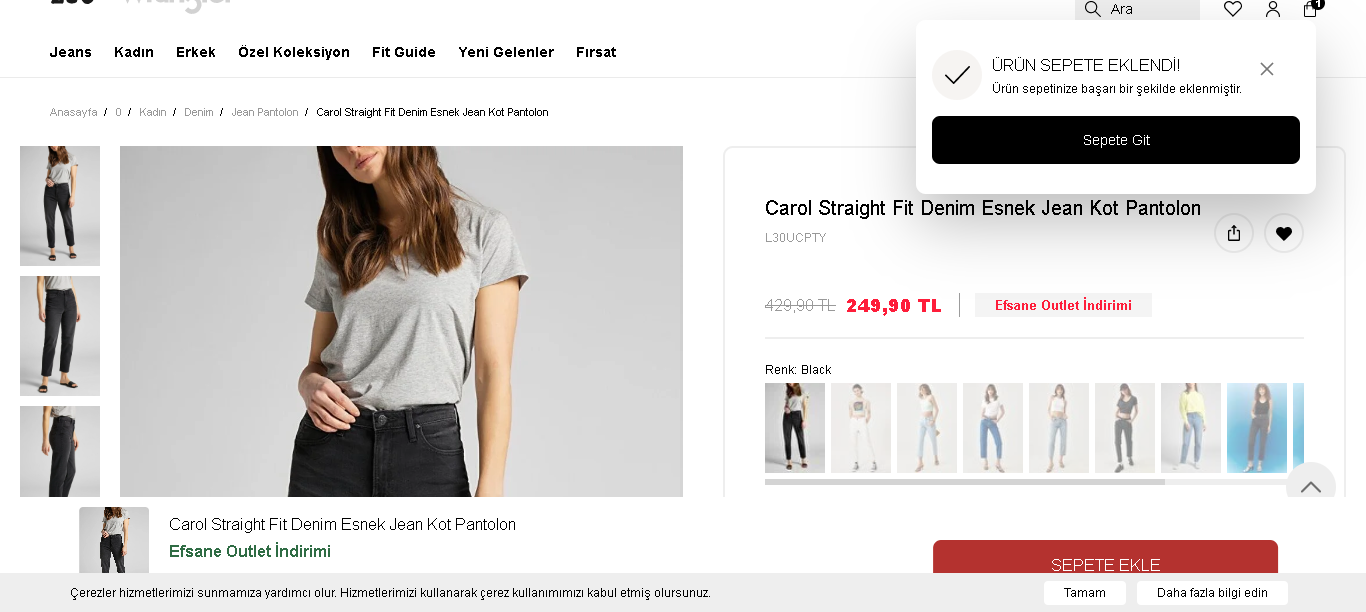 Wrangler
Ara
1
Jeans Kadın Erkek Özel Koleksiyon Fit Guide Yeni Gelenler Fırsat
ÜRÜN SEPETE EKLENDİ!
Ürün sepetinize başarı bir şekilde eklenmiştir.
Sepete Git
Anasayfa / 0 / Kadın / Denim / Jean Pantolon / Carol Straight Fit Denim Esnek Jean Kot Pantolon
Carol Straight Fit Denim Esnek Jean Kot Pantolon
L30UCPTY
429,90 TL 249,90 TL Efsane Outlet İndirimi
Renk: Black
Carol Straight Fit Denim Esnek Jean Kot Pantolon
Efsane Outlet İndirimi
SEPETE EKLE
Çerezler hizmetlerimizi sunmamıza yardımcı olur. Hizmetlerimizi kullanarak çerez kullanımımızı kabul etmiş olursunuz.
Tamam Daha fazla bilgi edin